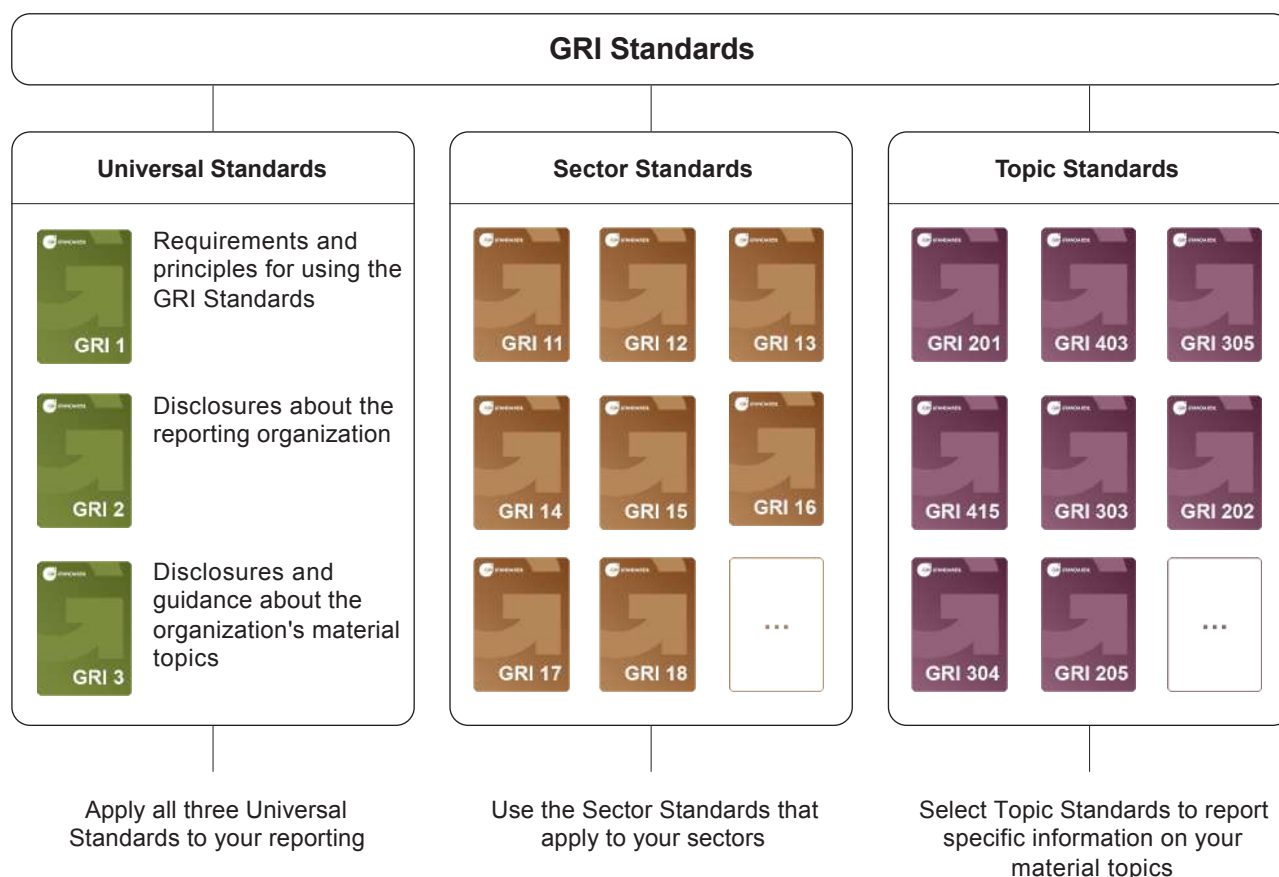 GRI Standards
Universal Standards
Requirements and
principles for using the
GRI Standards
GRI 1
Disclosures about the
reporting organization
GRI 2
Disclosures and
guidance about the
organization's material
topics
GRI 3
Apply all three Universal
Standards to your reporting
Sector Standards
GRI 11
GRI 12
GRI 13
GRI 14
GRI 15
GRI 16
GRI 17
GRI 18
...
Use the Sector Standards that
apply to your sectors
Topic Standards
GRI 201
GRI 403
GRI 305
GRI 415
GRI 303
GRI 202
GRI 304
GRI 205
...
Select Topic Standards to report
specific information on your
material topics